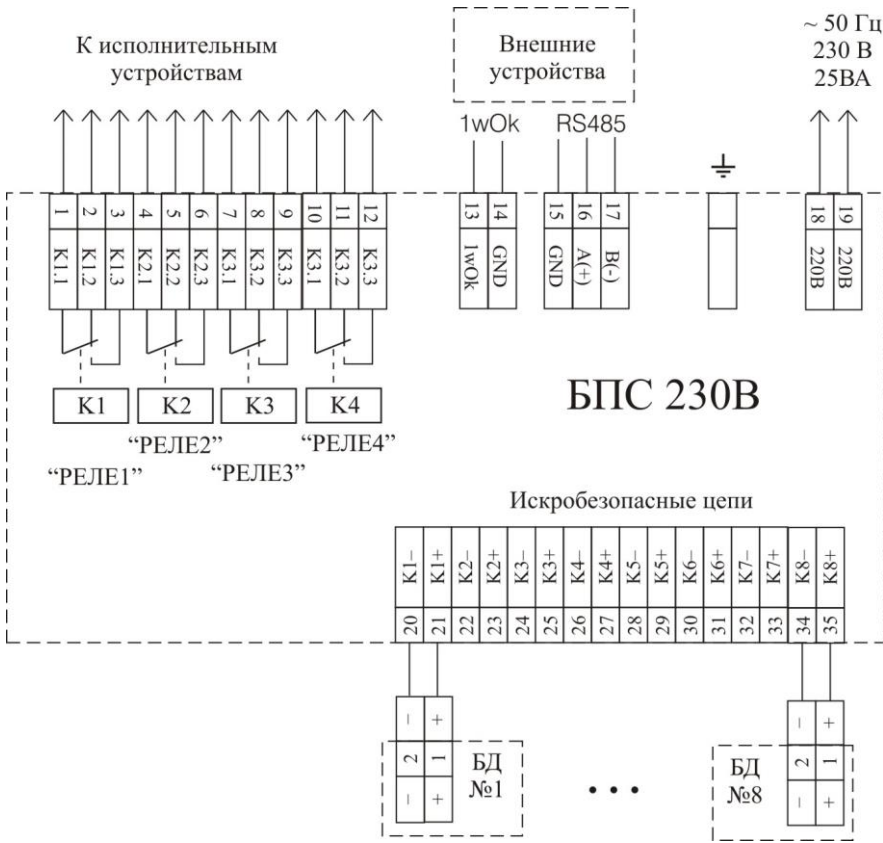 К исполнительным
устройствам
Внешние
устройства
~ 50 Гц
230 В
25ВА
1wOk
RS485
1 2 3 4 5 6 7 8 9 10 11 12
K1.1 K1.2 K1.3 K2.1 K2.2 K2.3 K3.1 K3.2 K3.3 K3.1 K3.2 K3.3
13 14
1wOk GND
15 16 17
GND A(+) B(-)
18 19
220В 220В
K1 K2 K3 K4
“РЕЛЕ1” “РЕЛЕ2” “РЕЛЕ3” “РЕЛЕ4”
БПС 230В
Искробезопасные цепи
K1– K1+ K2– K2+ K3– K3+ K4– K4+ K5– K5+ K6– K6+ K7– K7+ K8– K8+
20 21 22 23 24 25 26 27 28 29 30 31 32 33 34 35
– +
2 1
– +
БД
№1
• • •
БД
№8
– +
2 1
– +